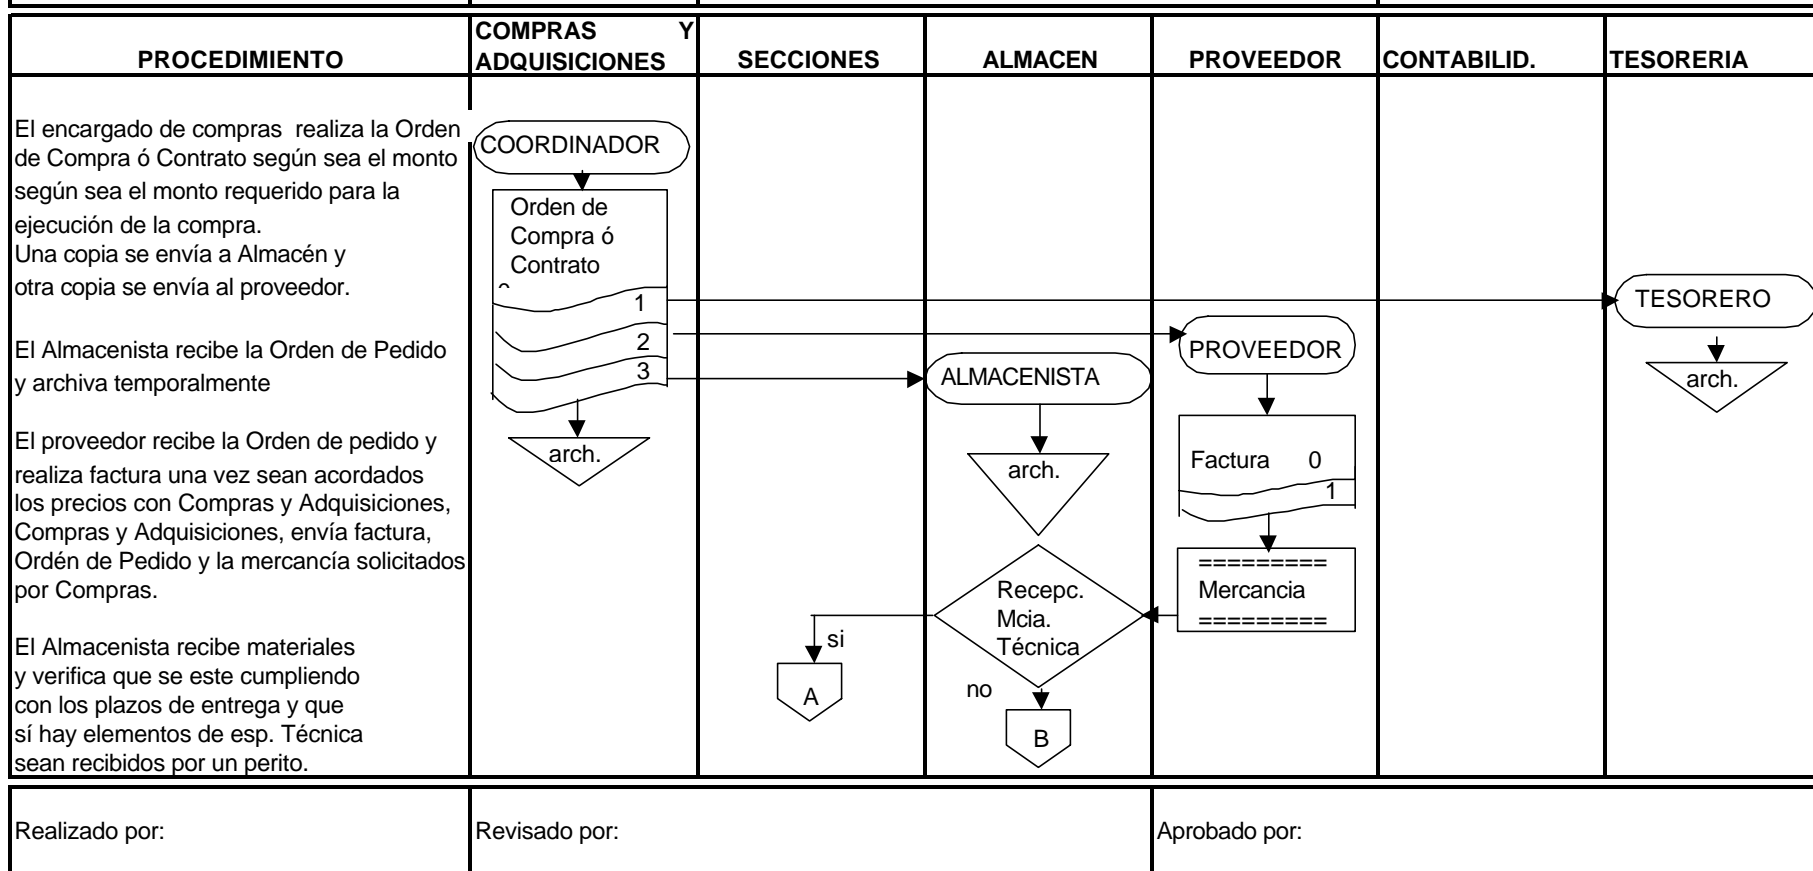 PROCEDIMIENTO
COMPRAS Y
ADQUISICIONES
SECCIONES
ALMACEN
PROVEEDOR
CONTABILID.
TESORERIA
El encargado de compras realiza la Orden
de Compra ó Contrato según sea el monto
según sea el monto requerido para la
ejecución de la compra.
Una copia se envía a Almacén y
otra copia se envía al proveedor.
El Almacenista recibe la Orden de Pedido
y archiva temporalmente
El proveedor recibe la Orden de pedido y
realiza factura una vez sean acordados
los precios con Compras y Adquisiciones,
Compras y Adquisiciones, envía factura,
Ordén de Pedido y la mercancía solicitados
por Compras.
El Almacenista recibe materiales
y verifica que se este cumpliendo
con los plazos de entrega y que
sí hay elementos de esp. Técnica
sean recibidos por un perito.
COORDINADOR
Orden de
Compra ó
Contrato
1
2
3
arch.
A
si
ALMACENISTA
arch.
Recepc.
Mcia.
Técnica
no
B
PROVEEDOR
Factura 0
1
=========
Mercancia
=========
TESORERO
arch.
Realizado por:
Revisado por:
Aprobado por: